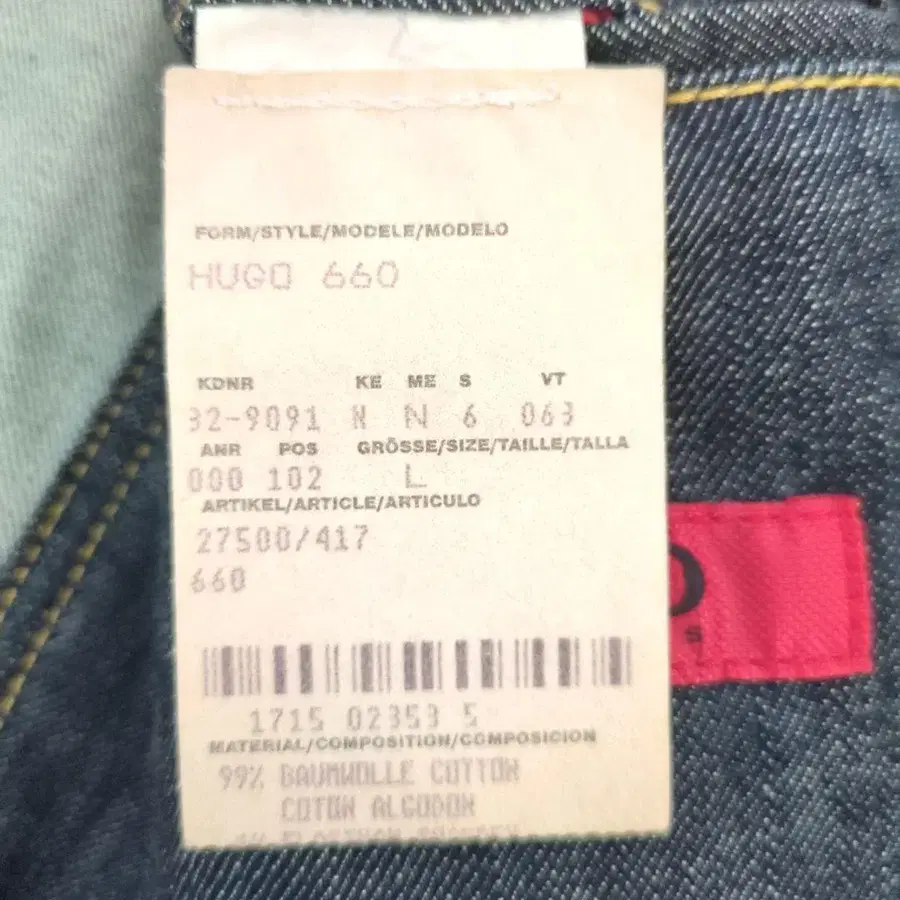 FORM/STYLE/MODELE/MODELO
HUGO 660
KDNR KE ME S VT
32-9091 N N 6 063
ANR POS GRÖSSE/SIZE/TAILLE/TALLA
000 102 L
ARTIKEL/ARTICLE/ARTICULO
27500/417
660
1715 02353 5
MATERIAL/COMPOSITION/COMPOSICION
99% BAUMWOLLE COTTON
COTON ALGODON
O
S